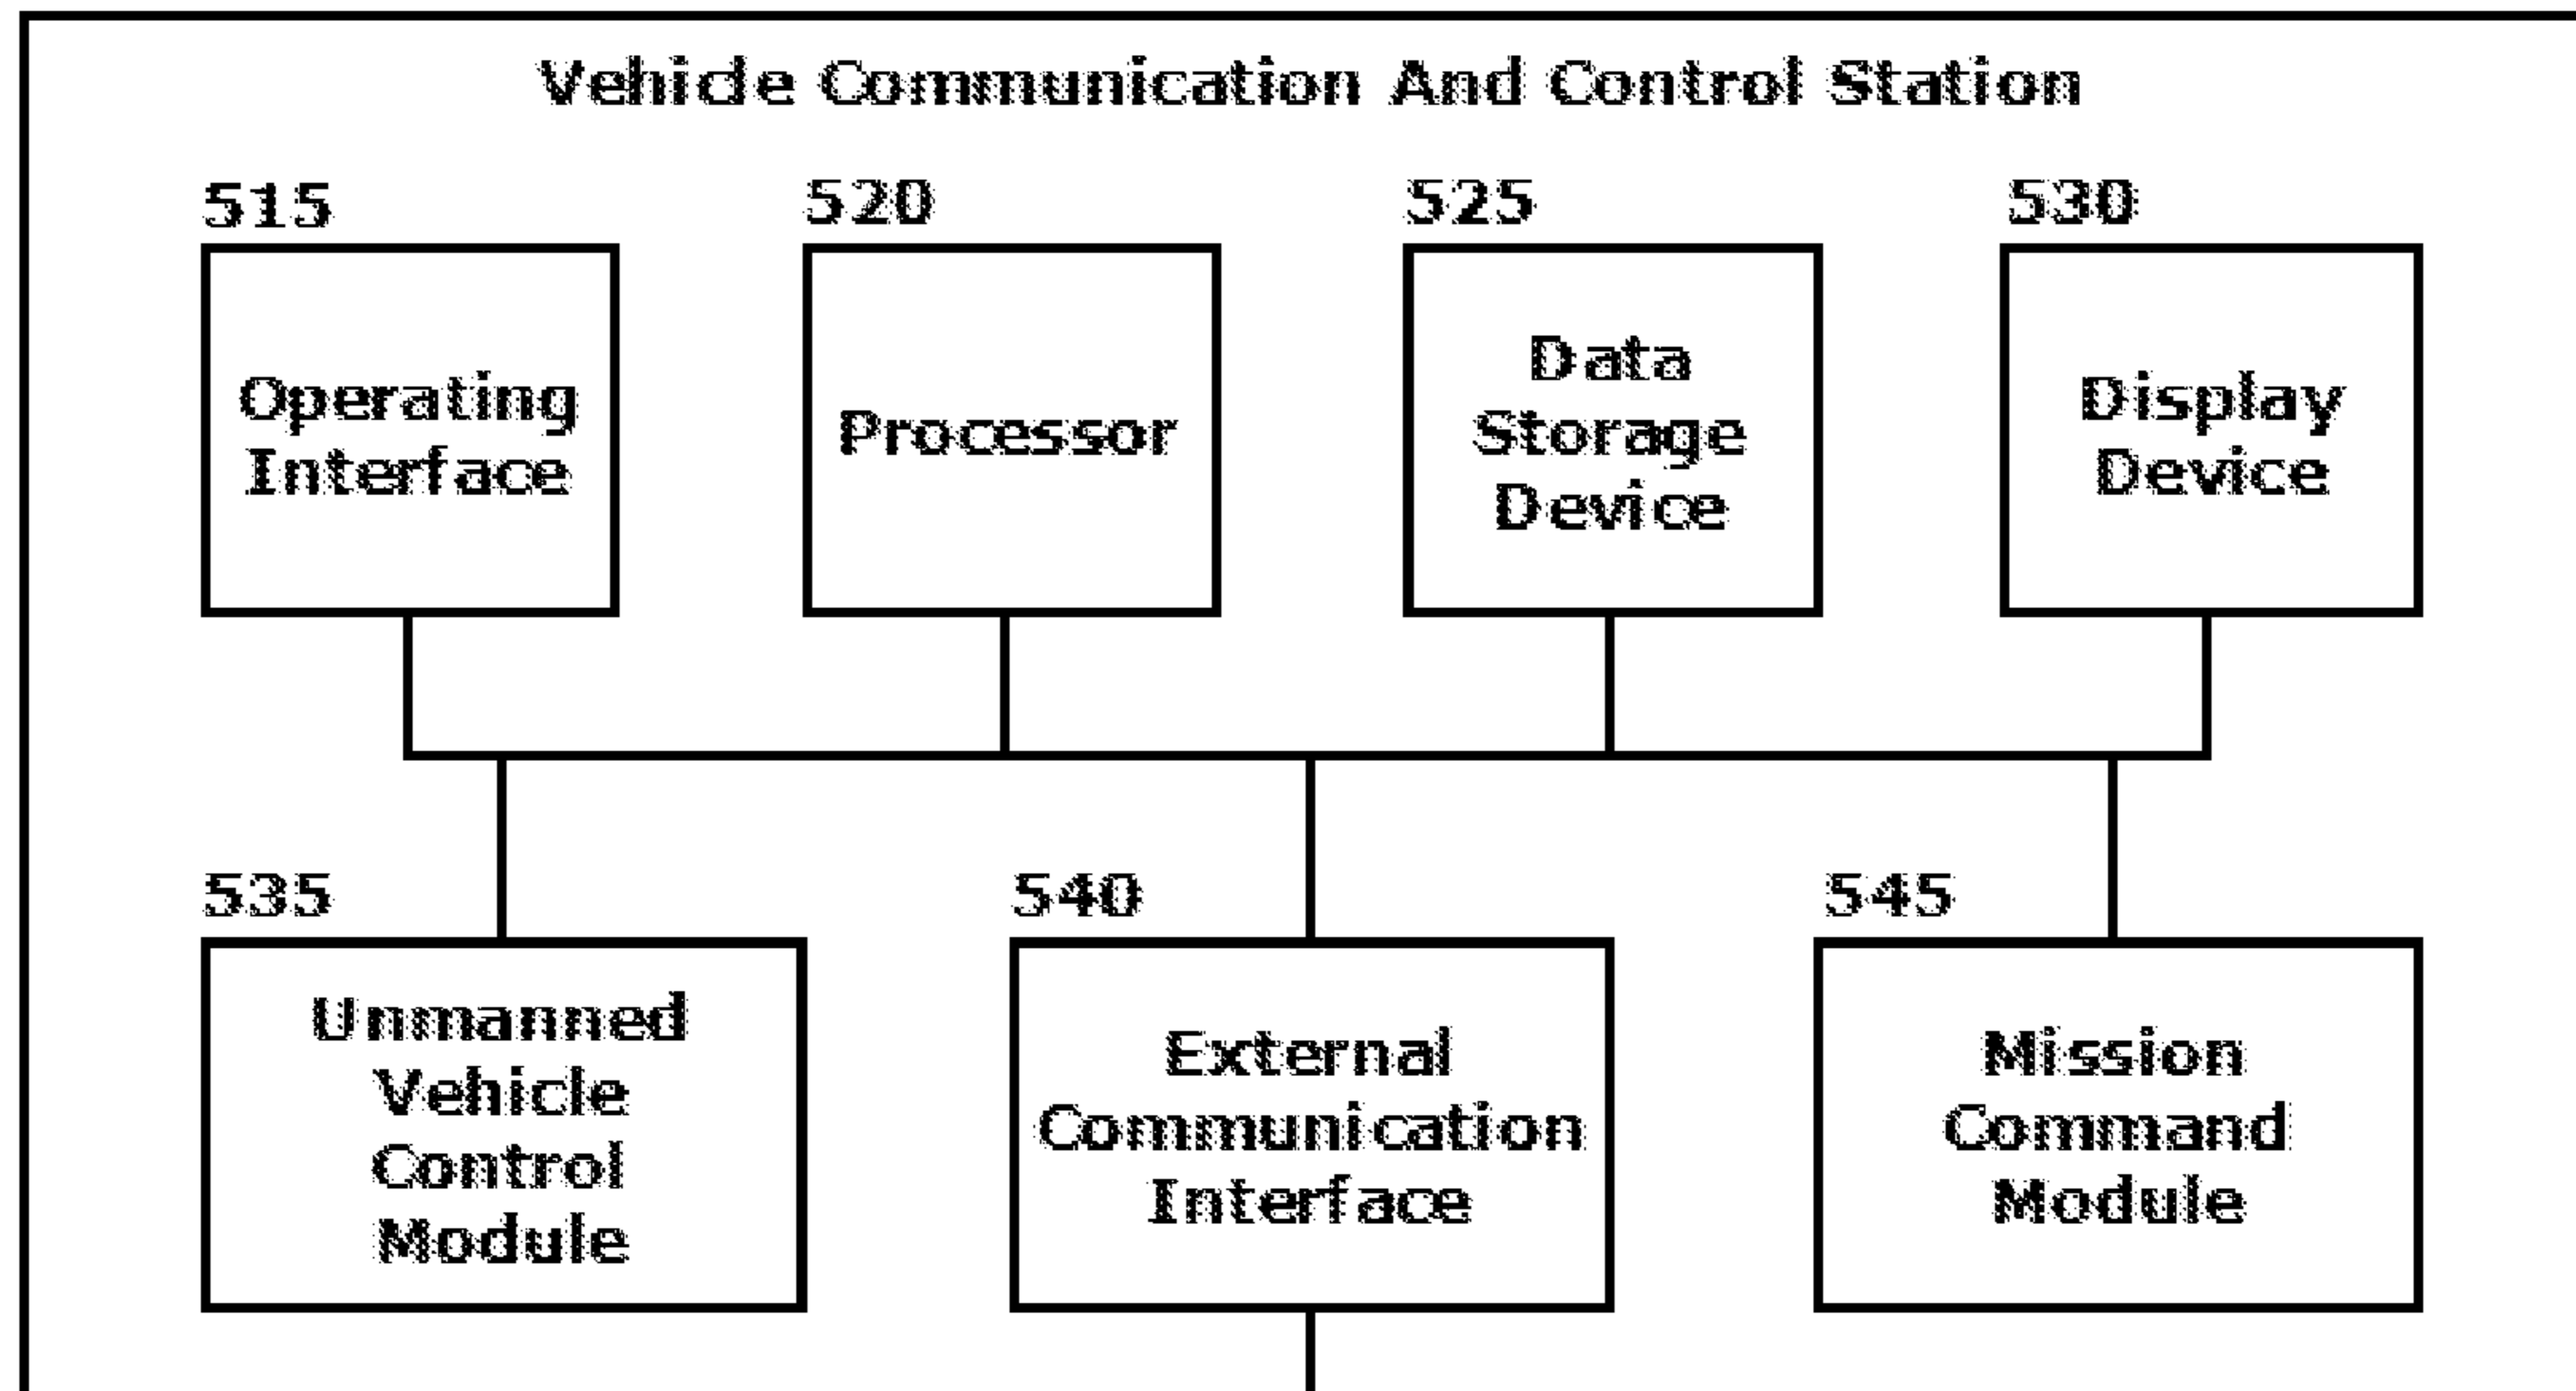 Vehicle Communication And Control Station
515
520
525
530
Operating
Interface
Processor
Data
Storage
Device
Display
Device
535
540
545
Unmanned
Vehicle
Control
Module
External
Communication
Interface
Mission
Command
Module